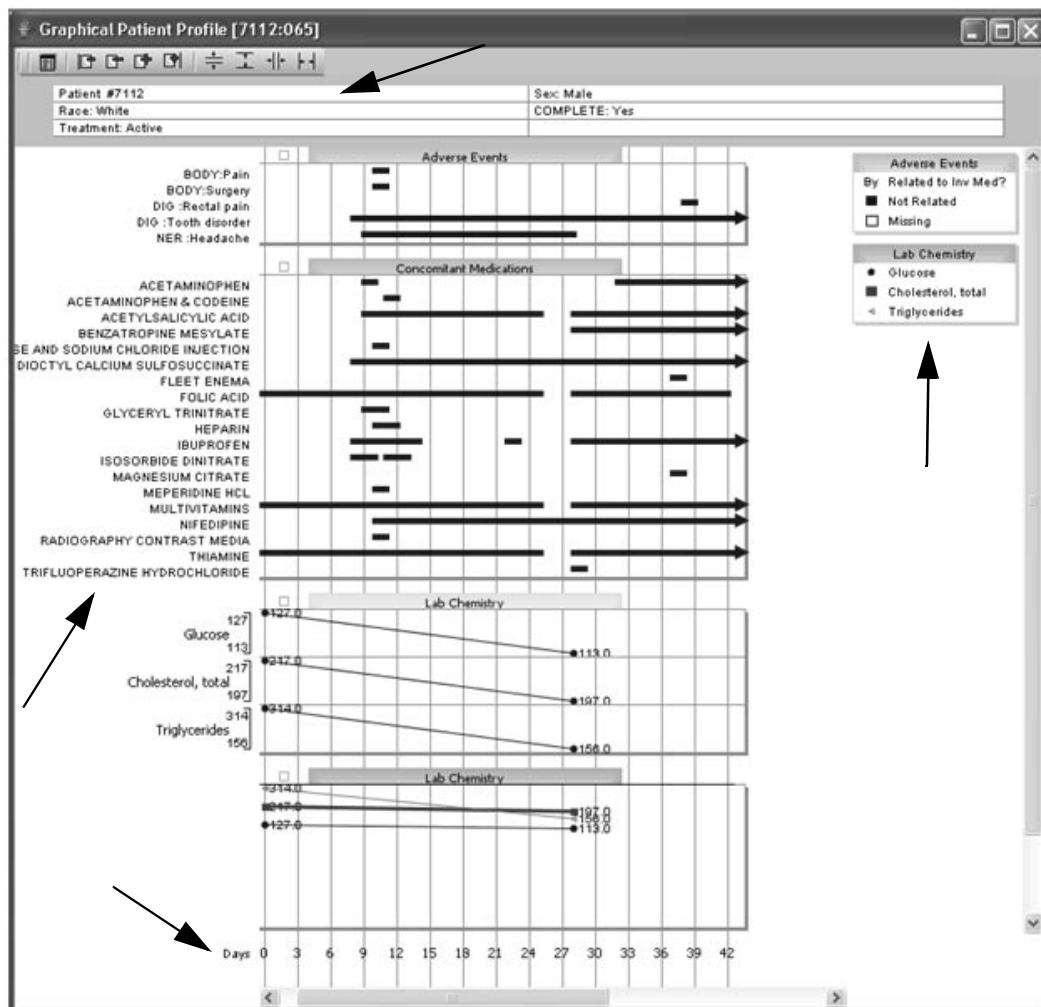 Graphical Patient Profile [7112:065]
Patient #7112
Sex: Male
Race: White
COMPLETE: Yes
Treatment: Active
Adverse Events
BODY:Pain
BODY:Surgery
DIG :Rectal pain
DIG :Tooth disorder
NER :Headache
Adverse Events
By Related to Inv Med?
Not Related
Missing
Lab Chemistry
Glucose
Cholesterol, total
Triglycerides
Concomitant Medications
ACETAMINOPHEN
ACETAMINOPHEN & CODEINE
ACETYLSALICYLIC ACID
BENZATROPINE MESYLATE
SE AND SODIUM CHLORIDE INJECTION
DIOCTYL CALCIUM SULFOSUCCINATE
FLEET ENEMA
FOLIC ACID
GLYCERYL TRINITRATE
HEPARIN
IBUPROFEN
ISOSORBIDE DINITRATE
MAGNESIUM CITRATE
MEPERIDINE HCL
MULTIVITAMINS
NIFEDIPINE
RADIOGRAPHY CONTRAST MEDIA
THIAMINE
TRIFLUOPERAZINE HYDROCHLORIDE
Lab Chemistry
127 127.0
Glucose
113 113.0
217 217.0
Cholesterol, total
197 197.0
314 314.0
Triglycerides
156 156.0
Lab Chemistry
314.0
217.0 197.0
156.0
127.0 113.0
Days 0 3 6 9 12 15 18 21 24 27 30 33 36 39 42